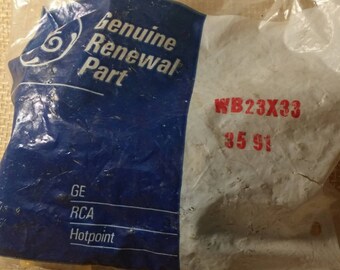 Genuine
Renewal
Part
WB23X33
35 91
GE
RCA
Hotpoint